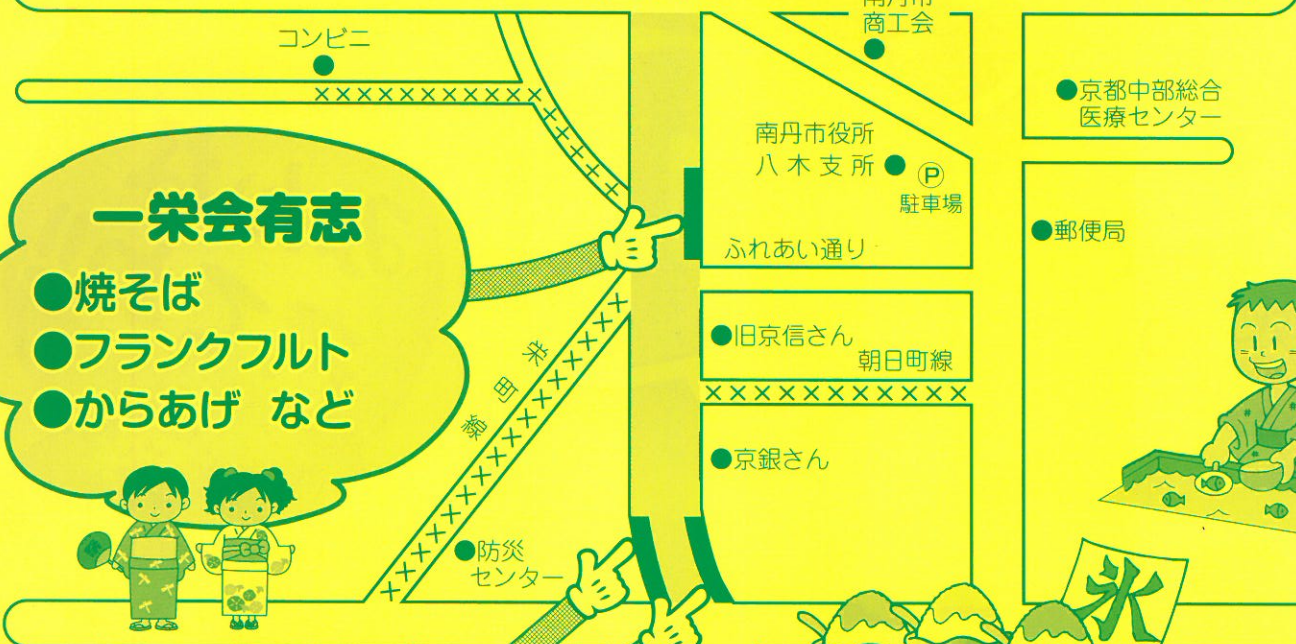 コンビニ
南丹市
商工会
●京都中部総合
医療センター
南丹市役所
八木支所●
Ⓟ
駐車場
●郵便局
ふれあい通り
一栄会有志
●焼そば
●フランクフルト
●からあげ など
栄町線
●旧京信さん
朝日町線
●京銀さん
●防災
センター
氷